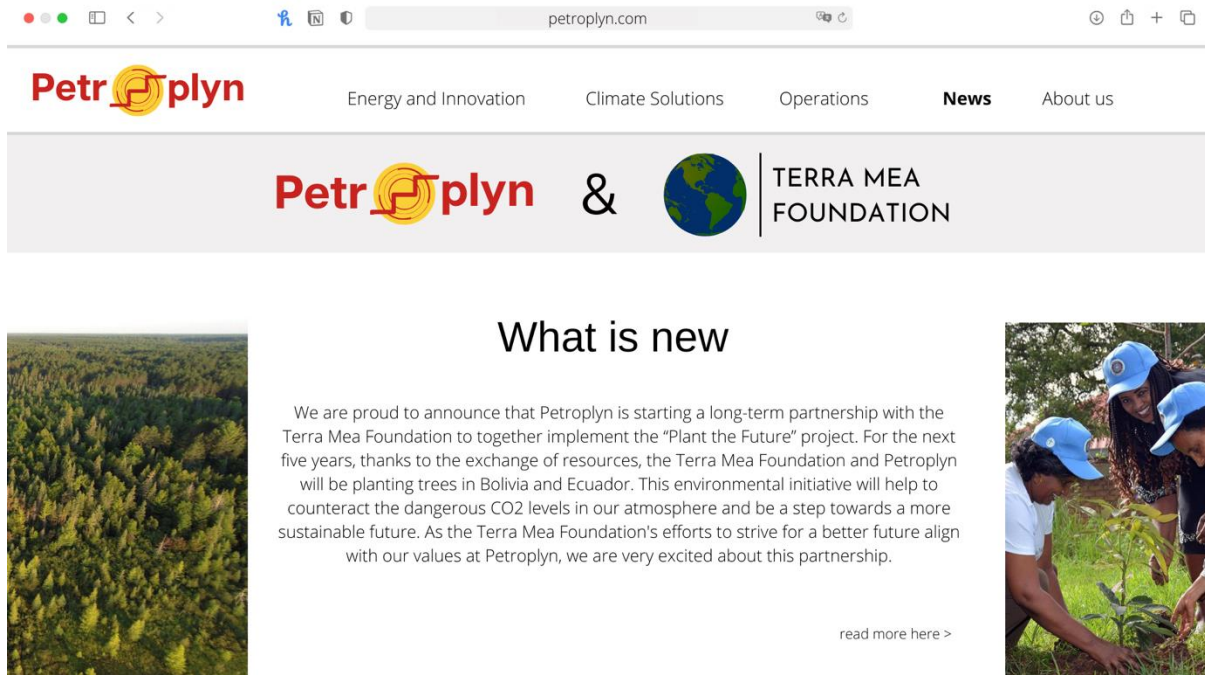 petroplyn.com
Petroplyn
Energy and Innovation
Climate Solutions
Operations
News
About us
Petroplyn & TERRA MEA
FOUNDATION
What is new
We are proud to announce that Petroplyn is starting a long-term partnership with the
Terra Mea Foundation to together implement the “Plant the Future” project. For the next
five years, thanks to the exchange of resources, the Terra Mea Foundation and Petroplyn
will be planting trees in Bolivia and Ecuador. This environmental initiative will help to
counteract the dangerous CO2 levels in our atmosphere and be a step towards a more
sustainable future. As the Terra Mea Foundation's efforts to strive for a better future align
with our values at Petroplyn, we are very excited about this partnership.
read more here >